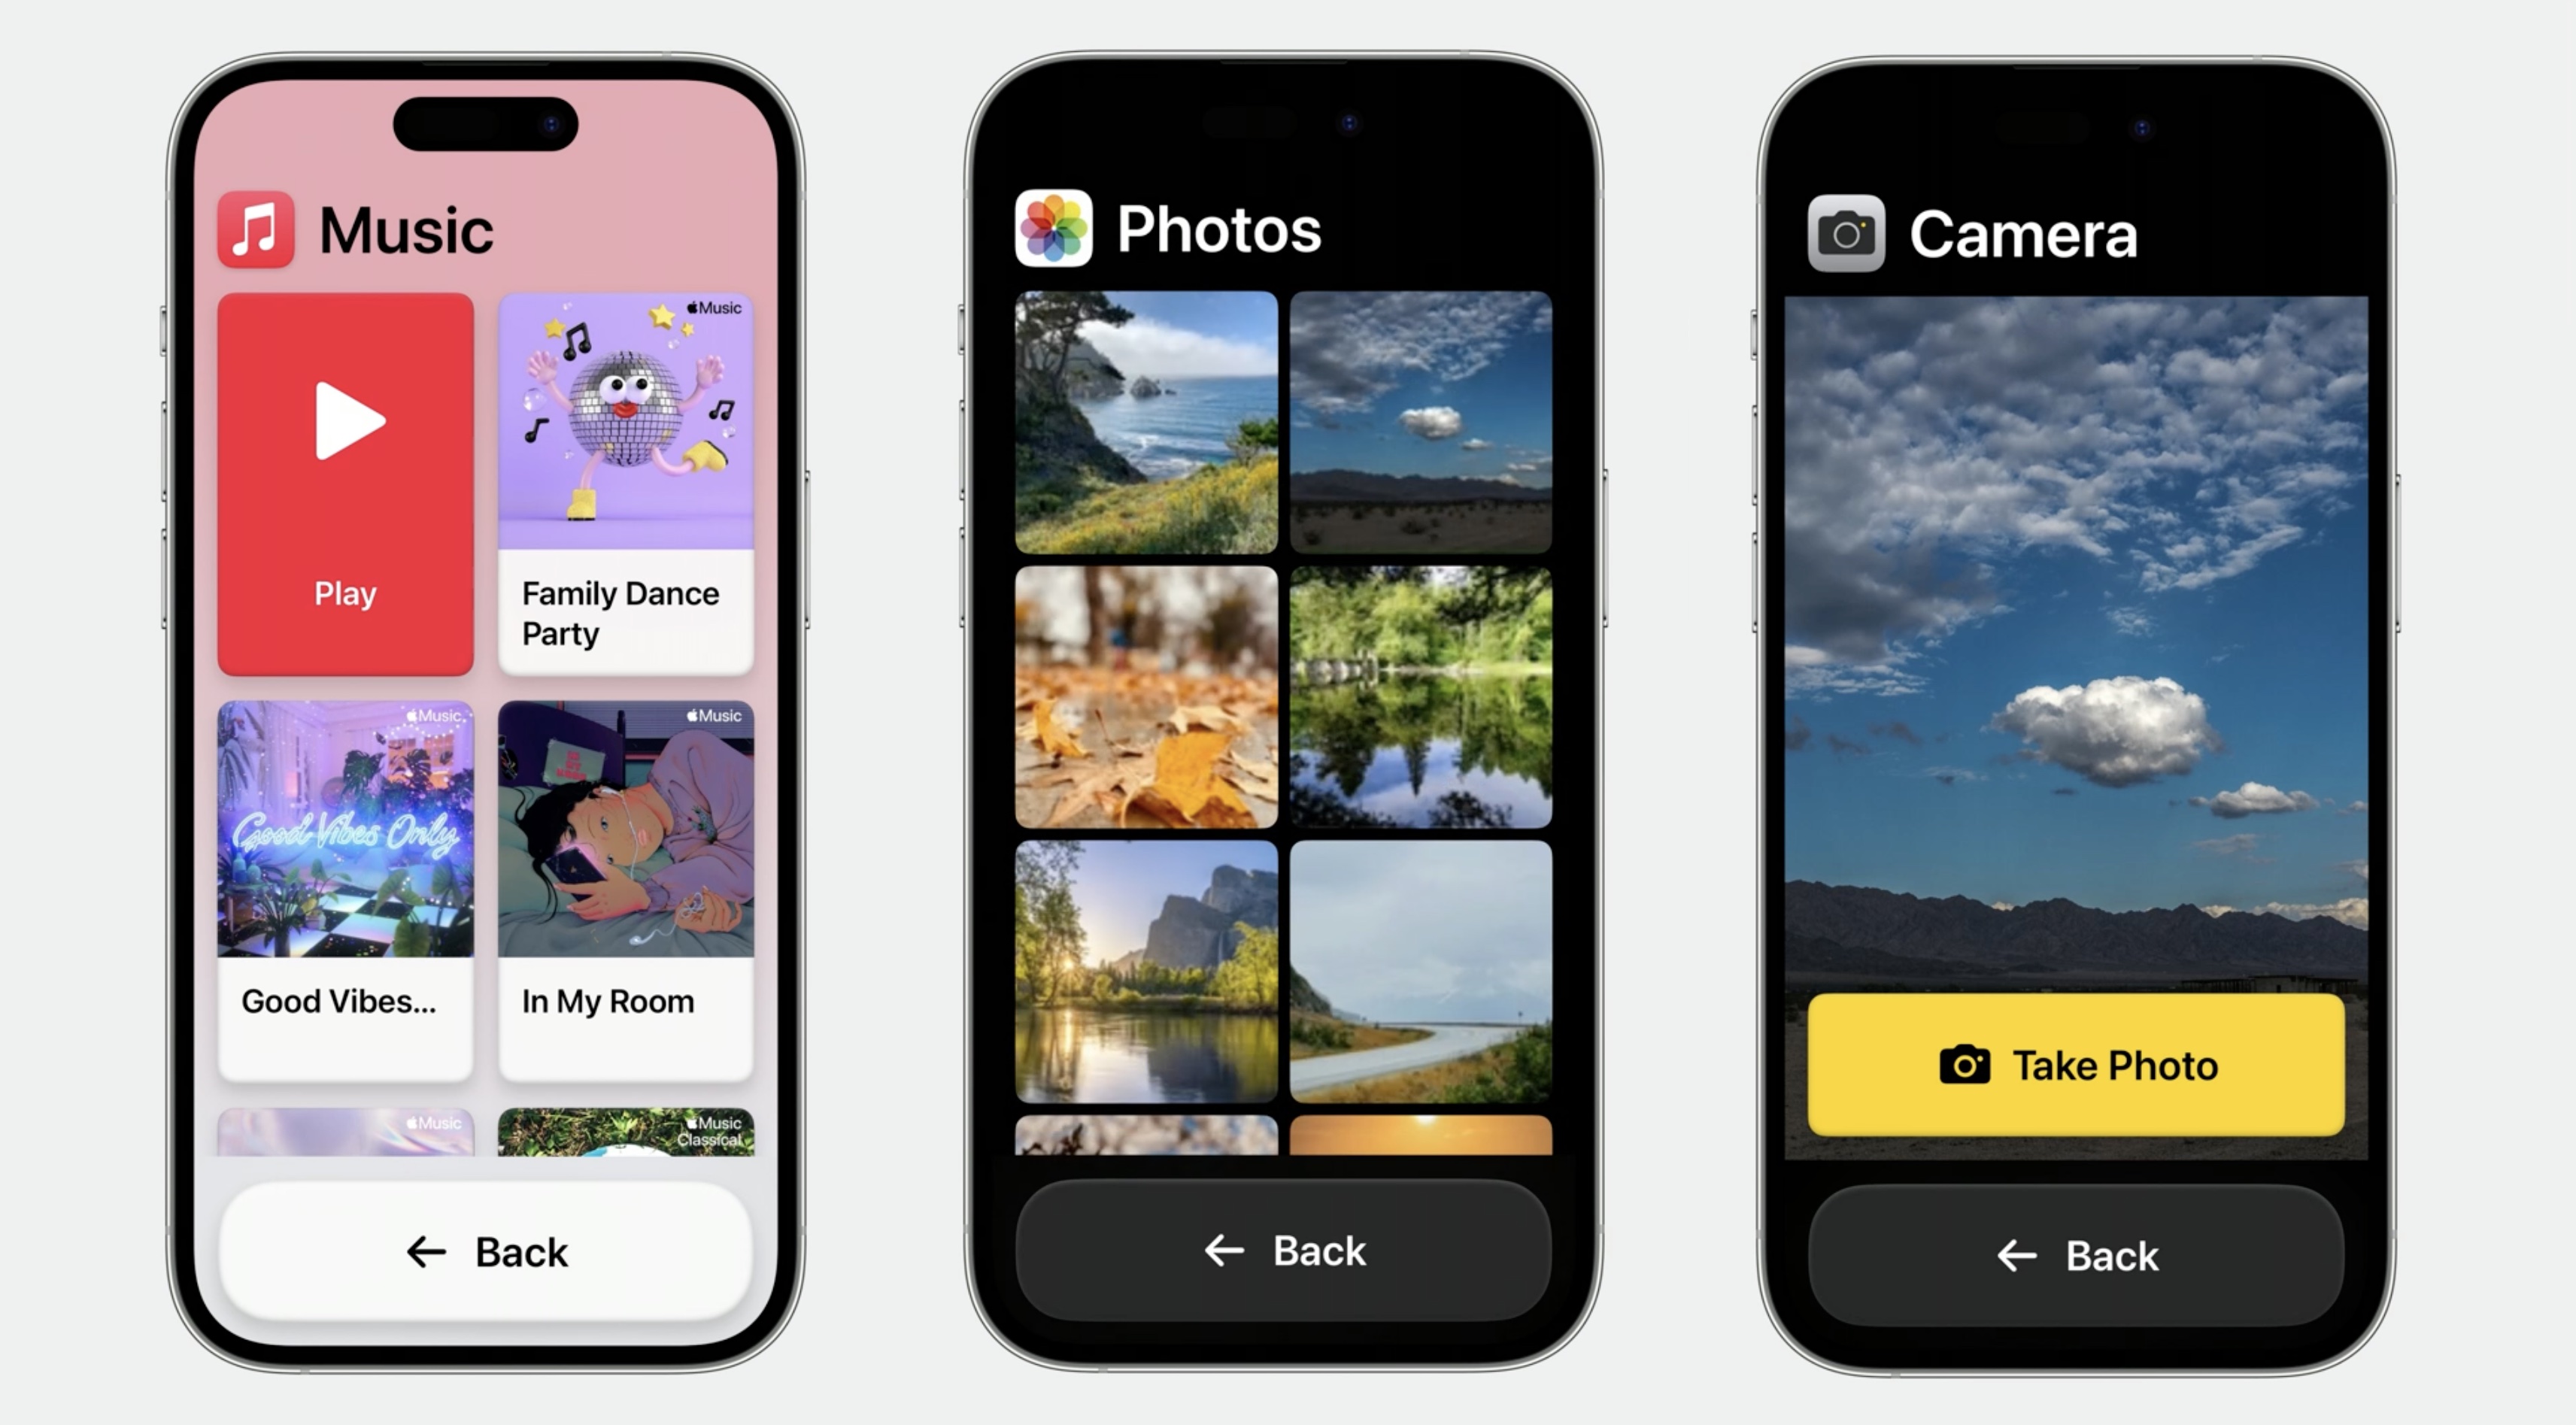 Music
Music
Play
Family Dance
Party
Music
Music
Good Vibes Only
Good Vibes...
In My Room
Music
Music
Classical
← Back
Photos
← Back
Camera
Take Photo
← Back